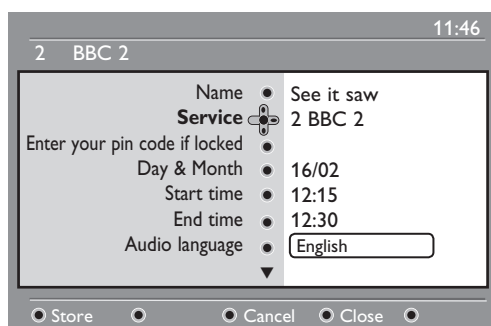 11:46
2 BBC 2
Name See it saw
Service 2 BBC 2
Enter your pin code if locked
Day & Month 16/02
Start time 12:15
End time 12:30
Audio language English
Store Cancel Close